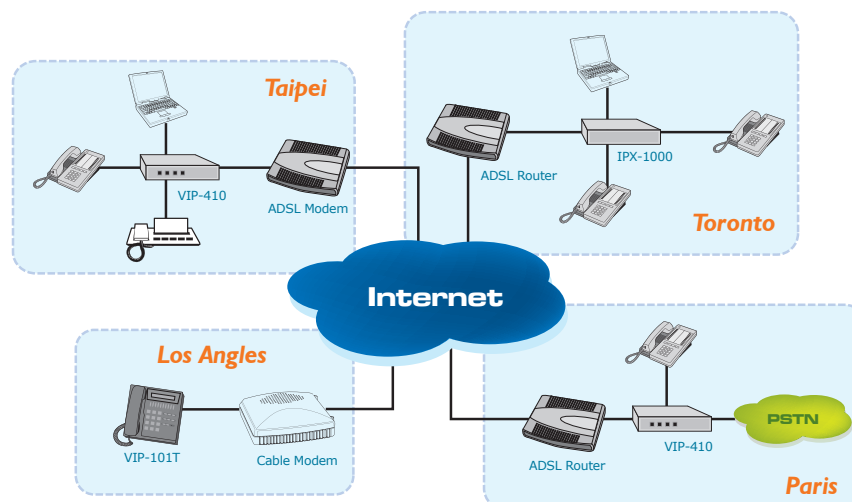 Taipei
VIP-410
ADSL Modem
ADSL Router
IPX-1000
Toronto
Internet
Los Angles
VIP-101T
Cable Modem
ADSL Router
VIP-410
PSTN
Paris